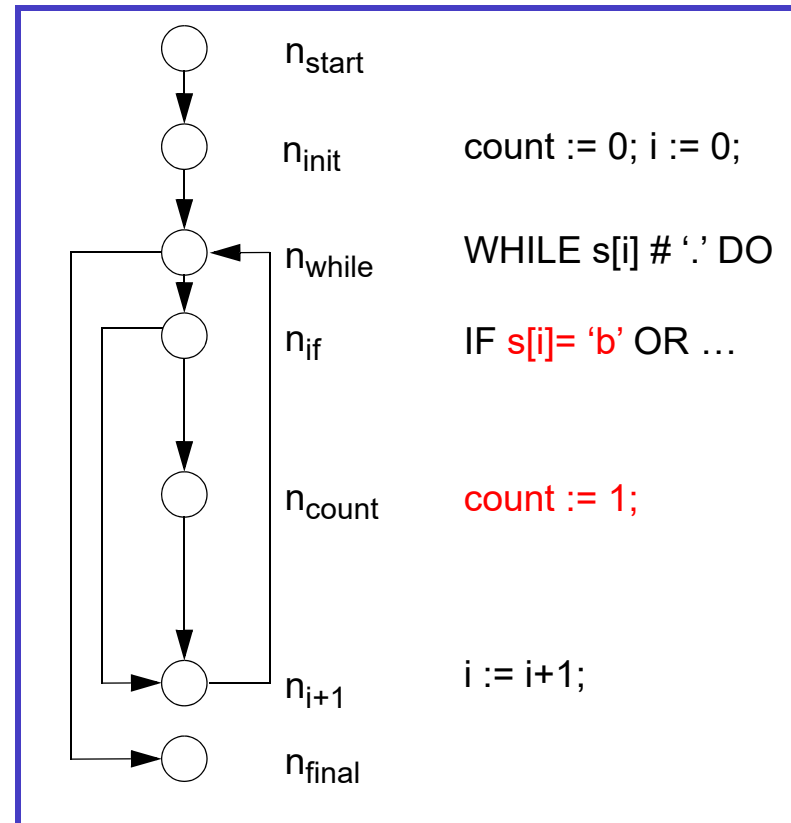 n_start
n_init count := 0; i := 0;
n_while WHILE s[i] # ‘.’ DO
n_if IF s[i]= ‘b’ OR …
n_count count := 1;
n_i+1 i := i+1;
n_final